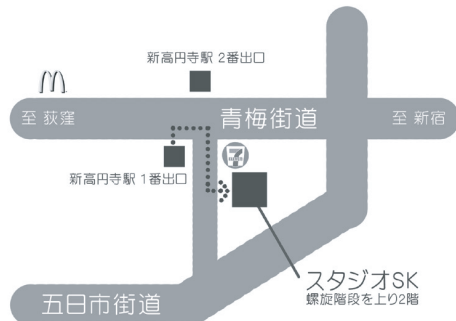 新高円寺駅 2番出口
至 荻窪
青梅街道
至 新宿
新高円寺駅 1番出口
スタジオSK
螺旋階段を上り2階
五日市街道